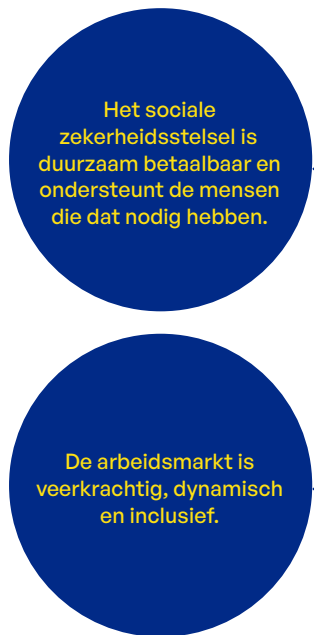 Het sociale
zekerheidsstelsel is
duurzaam betaalbaar en
ondersteunt de mensen
die dat nodig hebben.
De arbeidsmarkt is
veerkrachtig, dynamisch
en inclusief.